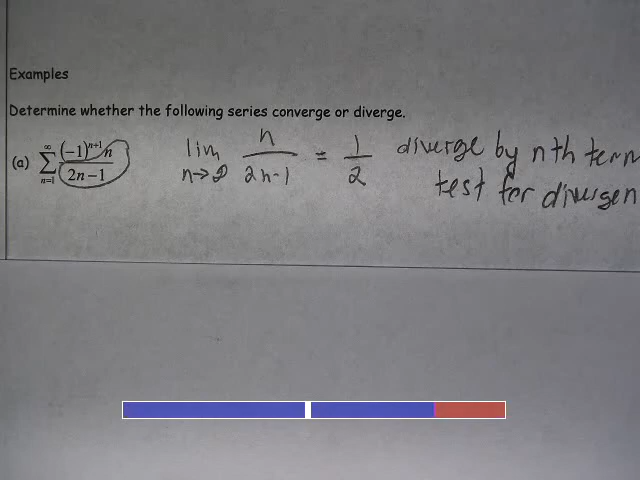 Examples
Determine whether the following series converge or diverge.
(a) ∞ ∑ n=1 (-1)^{n+1} n / 2n-1 lim n→∞ n / 2n-1 = 1/2 diverge by nth term
test for divergen